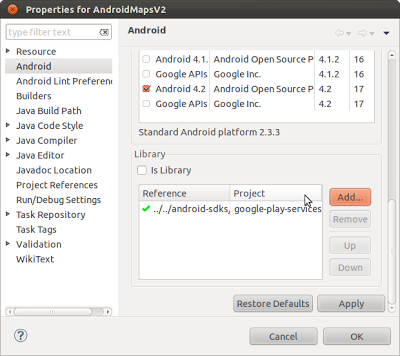 Properties for AndroidMapsV2
type filter text
Resource
Android
Android Lint Preferenc
Builders
Java Build Path
Java Code Style
Java Compiler
Java Editor
Javadoc Location
Project References
Run/Debug Settings
Task Repository
Task Tags
Validation
WikiText
Android
Android 4.1. Android Open Source P 4.1.2 16
Google APIs Google Inc. 4.1.2 16
Android 4.2 Android Open Source P 4.2 17
Google APIs Google Inc. 4.2 17
Standard Android platform 2.3.3
Library
Is Library
Reference Project
../../android-sdks, google-play-services
Add...
Remove
Up
Down
Restore Defaults Apply
? Cancel OK